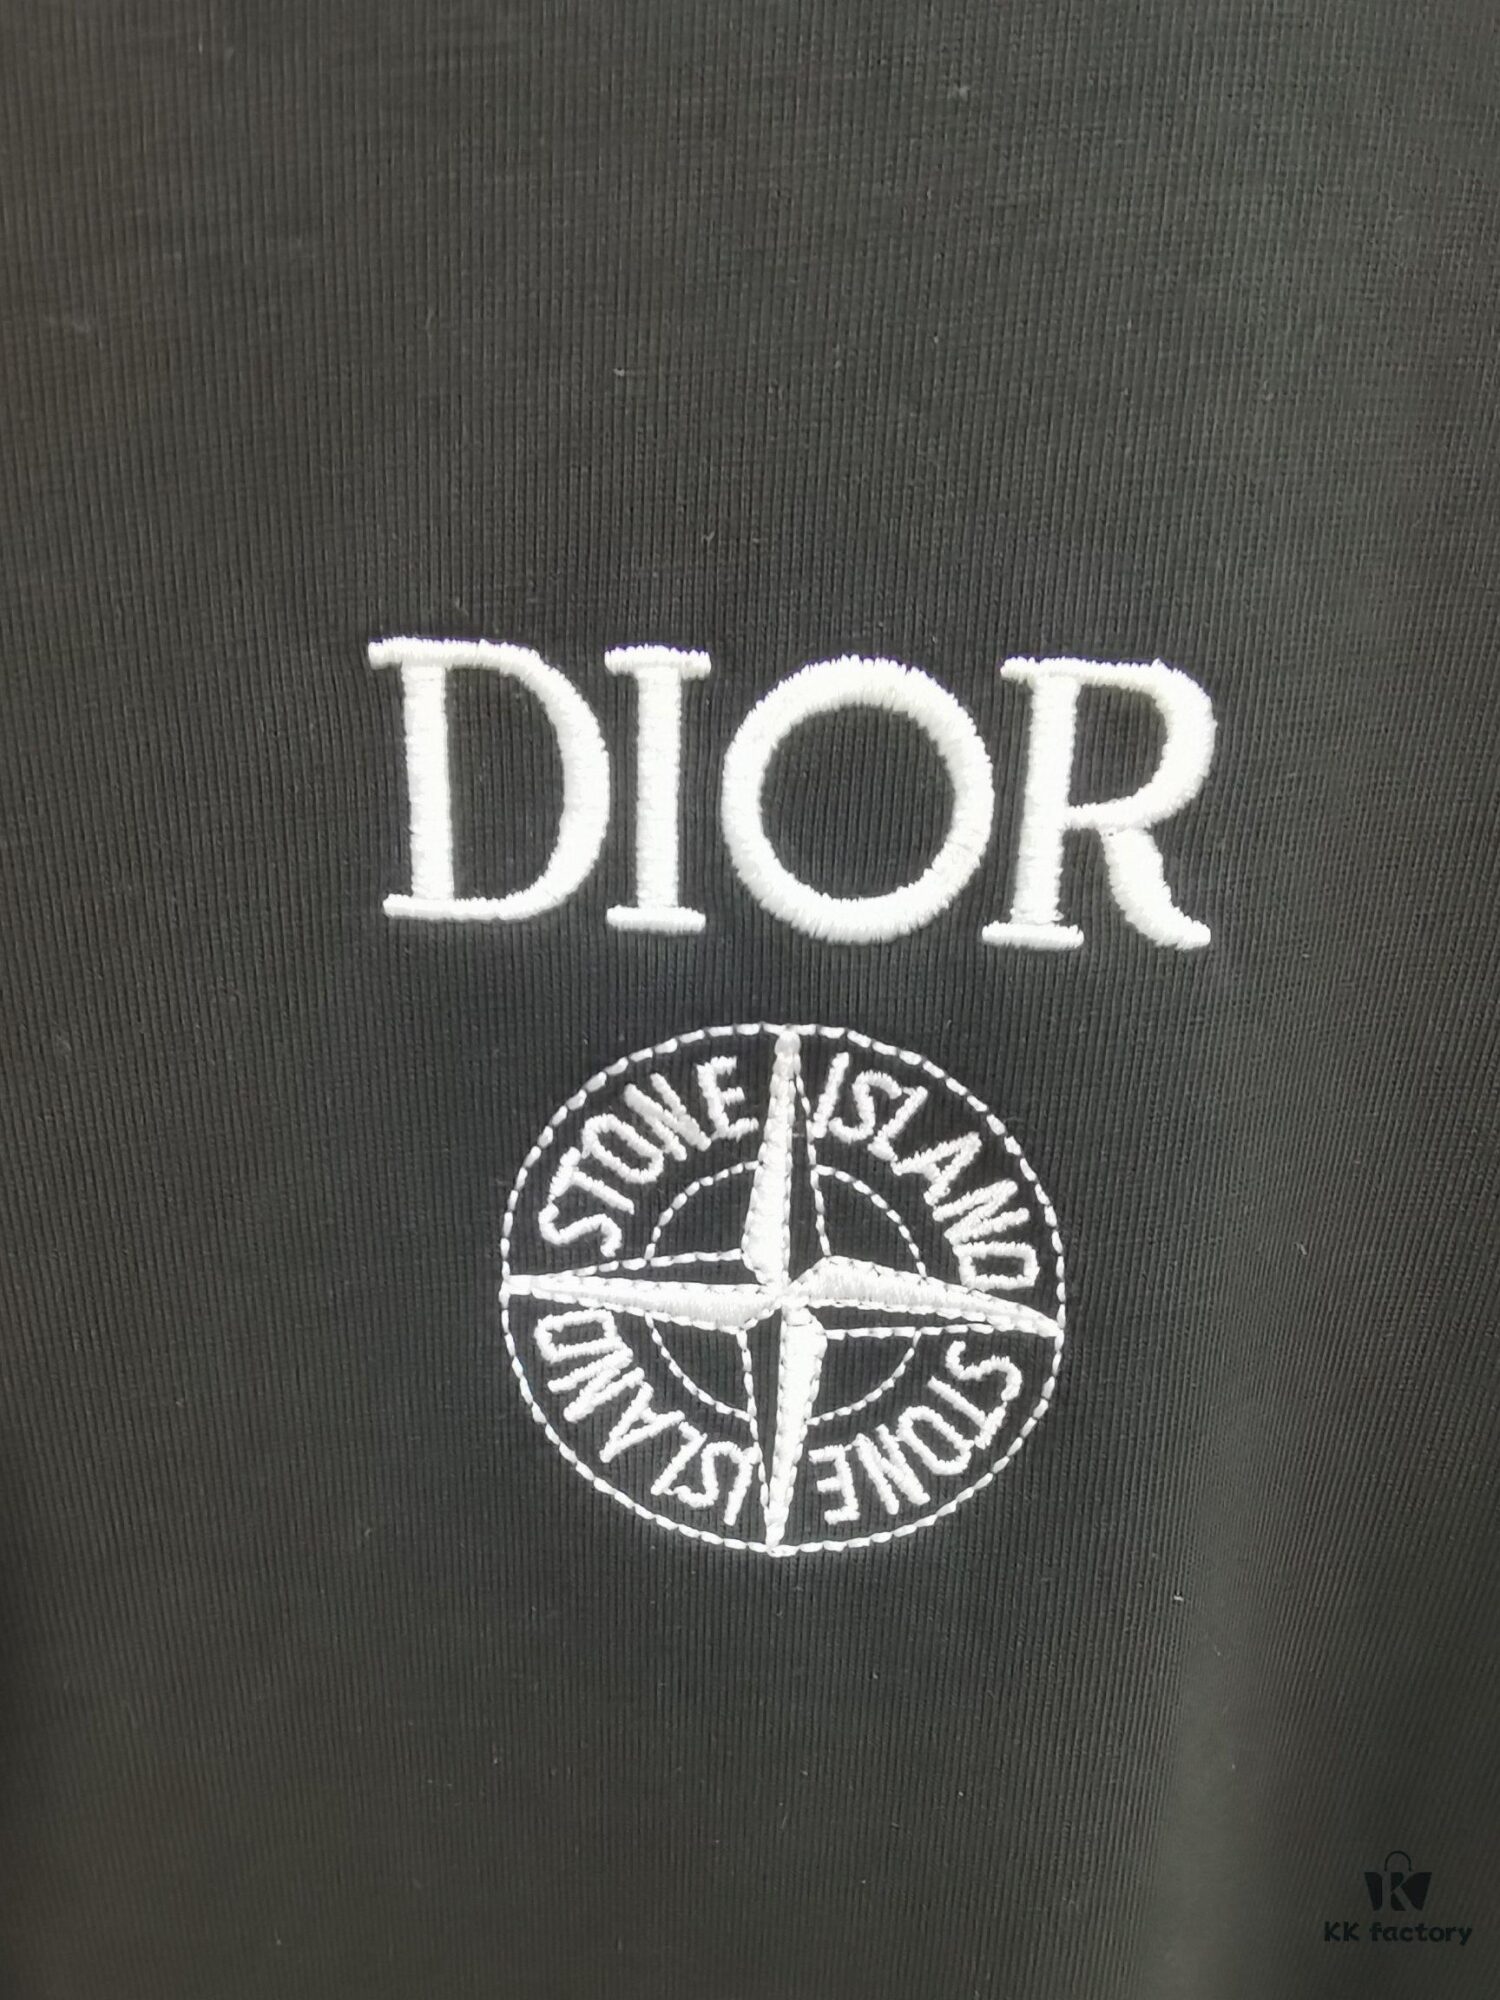 DIOR
STONE ISLAND
STONE ISLAND
KK factory